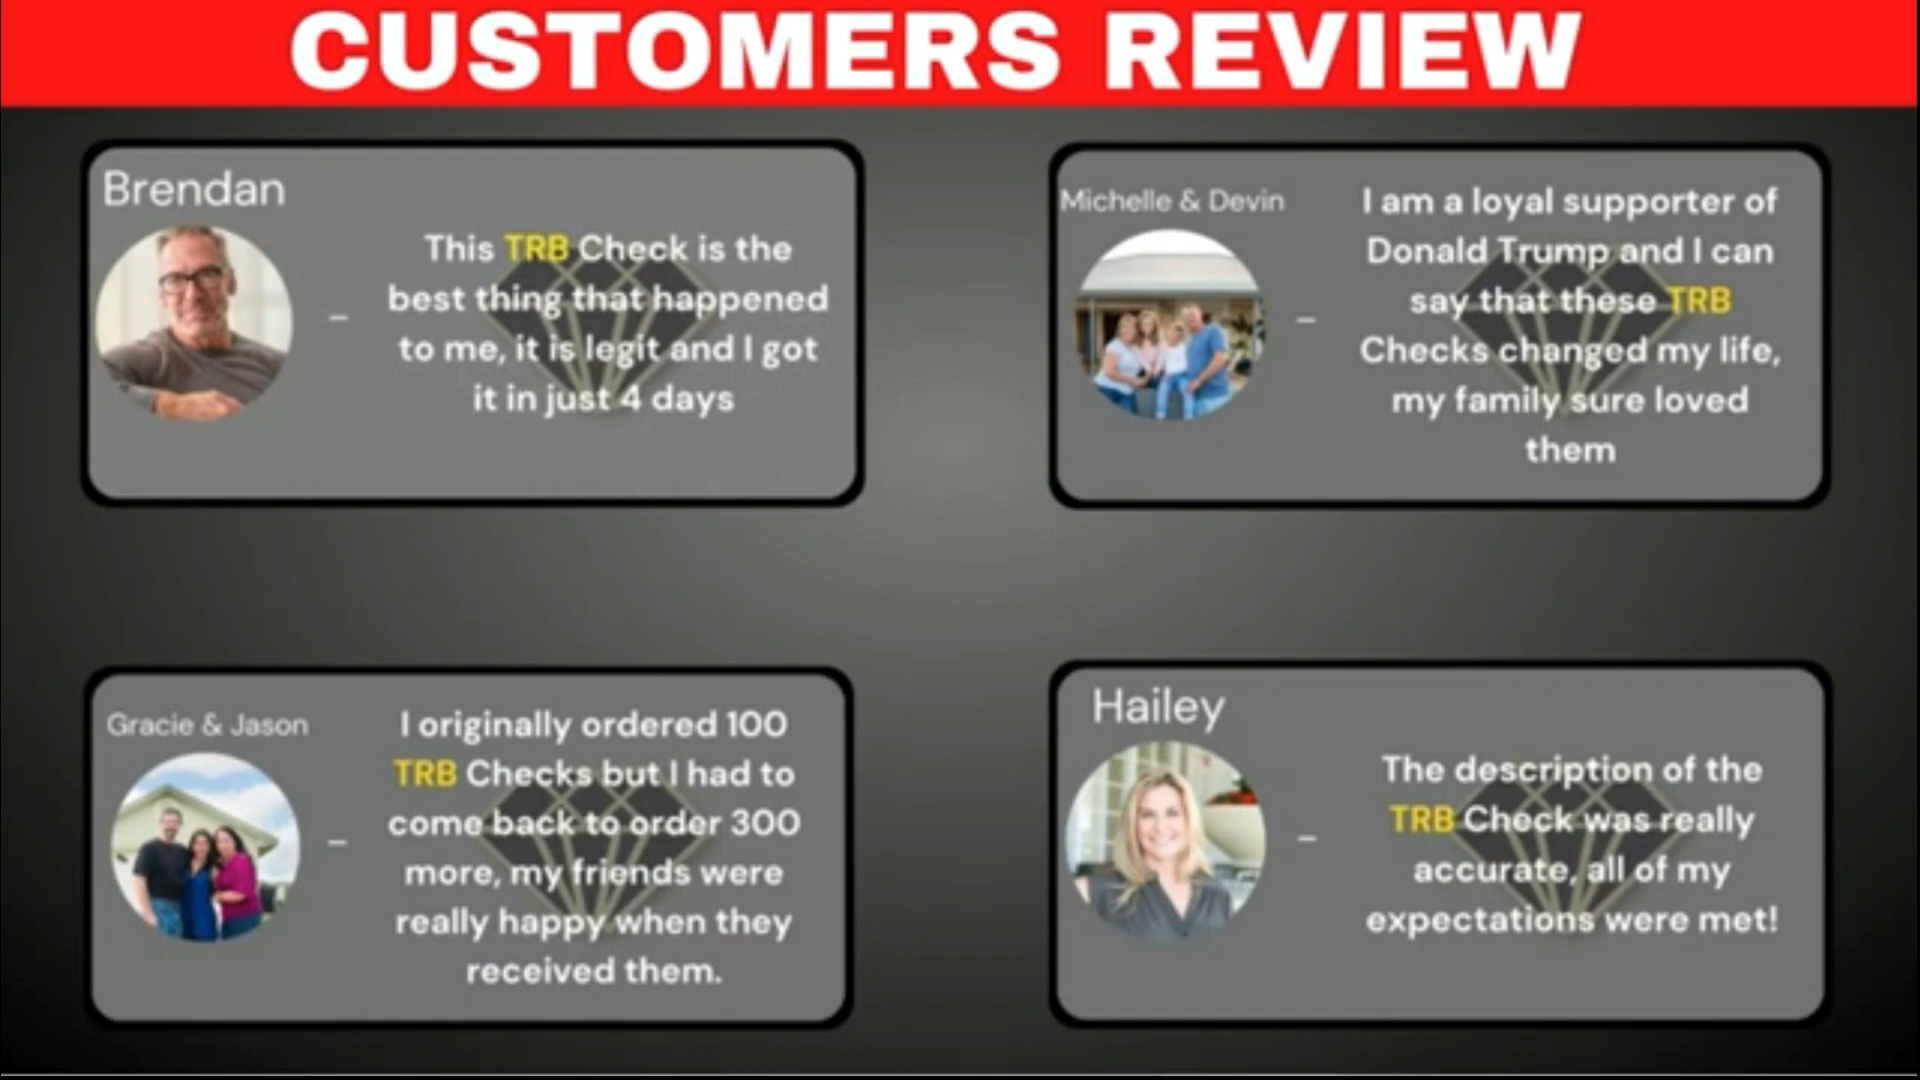 CUSTOMERS REVIEW
Brendan
This TRB Check is the
best thing that happened
to me, it is legit and I got
it in just 4 days
Michelle & Devin
I am a loyal supporter of
Donald Trump and I can
say that these TRB
Checks changed my life,
my family sure loved
them
Gracie & Jason
I originally ordered 100
TRB Checks but I had to
come back to order 300
more, my friends were
really happy when they
received them.
Hailey
The description of the
TRB Check was really
accurate, all of my
expectations were met!